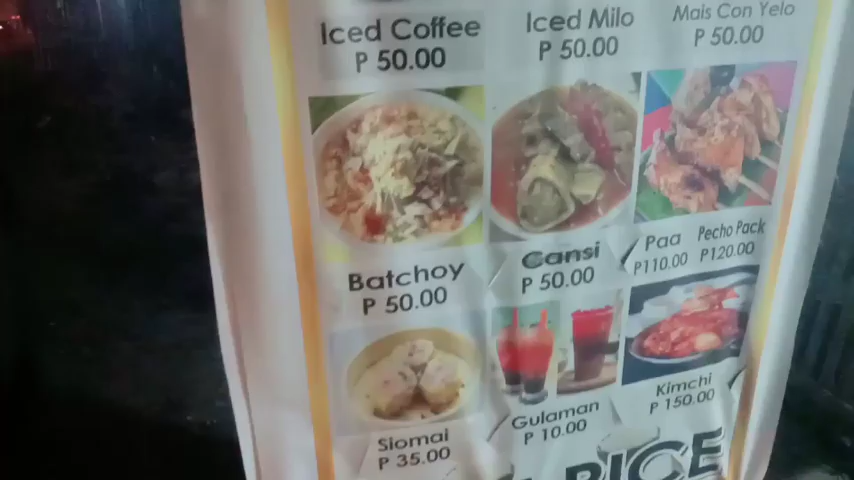 Iced Coffee
P 50.00
Iced Milo
P 50.00
Mais Con Yelo
P 50.00
Batchoy
P 50.00
Cansi
P 50.00
Paa
P110.00
Pecho Pack
P120.00
Siomai
P 35.00
Gulaman
P 10.00
Kimchi
P 150.00
RICE